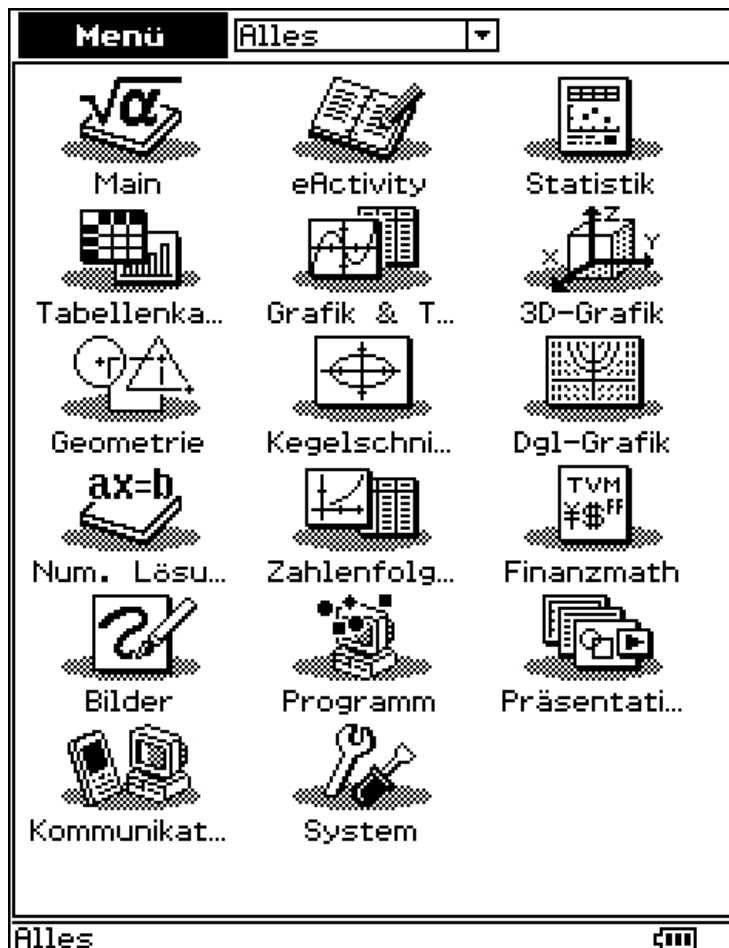 Menü Alles
√α
Main eActivity Statistik
Z
X Y
Tabellenka... Grafik & T... 3D-Grafik
Geometrie Kegelschni... Dgl-Grafik
ax=b TVM
¥$FF
Num. Lösu... Zahlenfolg... Finanzmath
Bilder Programm Präsentati...
Kommunikat... System
Alles